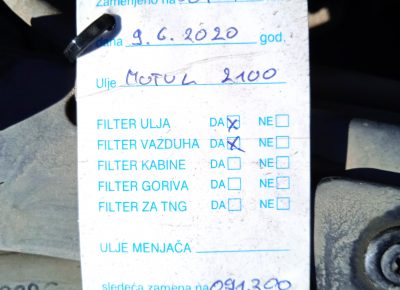 Zamenjeno na
dana 9.6.2020 god.
Ulje MOTUL 2100
FILTER ULJA DA X NE
FILTER VAZDUHA DA X NE
FILTER KABINE DA NE
FILTER GORIVA DA NE
FILTER ZA TNG DA NE
ULJE MENJAČA
sledeća zamena na 091.300